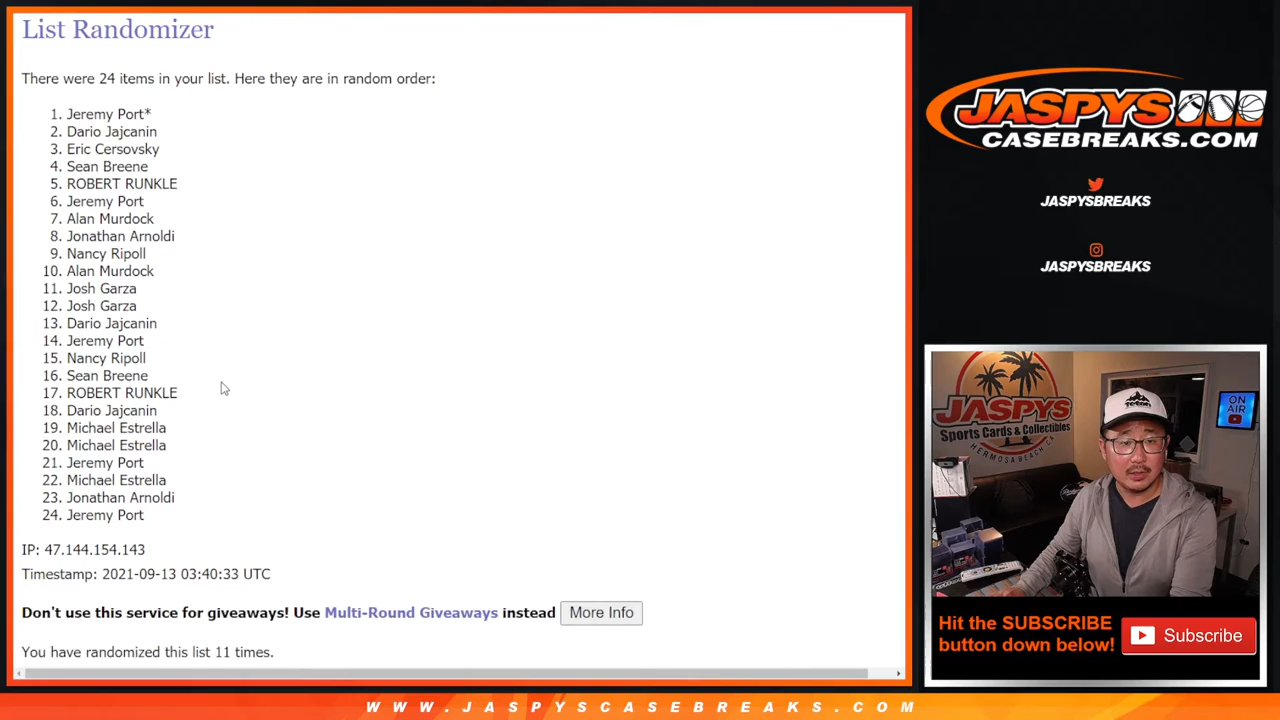 List Randomizer
There were 24 items in your list. Here they are in random order:
1. Jeremy Port*
2. Dario Jajcanin
3. Eric Cersovsky
4. Sean Breene
5. ROBERT RUNKLE
6. Jeremy Port
7. Alan Murdock
8. Jonathan Arnoldi
9. Nancy Ripoll
10. Alan Murdock
11. Josh Garza
12. Josh Garza
13. Dario Jajcanin
14. Jeremy Port
15. Nancy Ripoll
16. Sean Breene
17. ROBERT RUNKLE
18. Dario Jajcanin
19. Michael Estrella
20. Michael Estrella
21. Jeremy Port
22. Michael Estrella
23. Jonathan Arnoldi
24. Jeremy Port
IP: 47.144.154.143
Timestamp: 2021-09-13 03:40:33 UTC
Don't use this service for giveaways! Use Multi-Round Giveaways instead More Info
You have randomized this list 11 times.
JASPYS
CASEBREAKS.COM
JASPYSBREAKS
JASPYSBREAKS
JASPYS
Sports Cards & Collectibles
HERMOSA BEACH, CA
ON
AIR
Hit the SUBSCRIBE
button down below!
Subscribe
WWW.JASPYSCASEBREAKS.COM